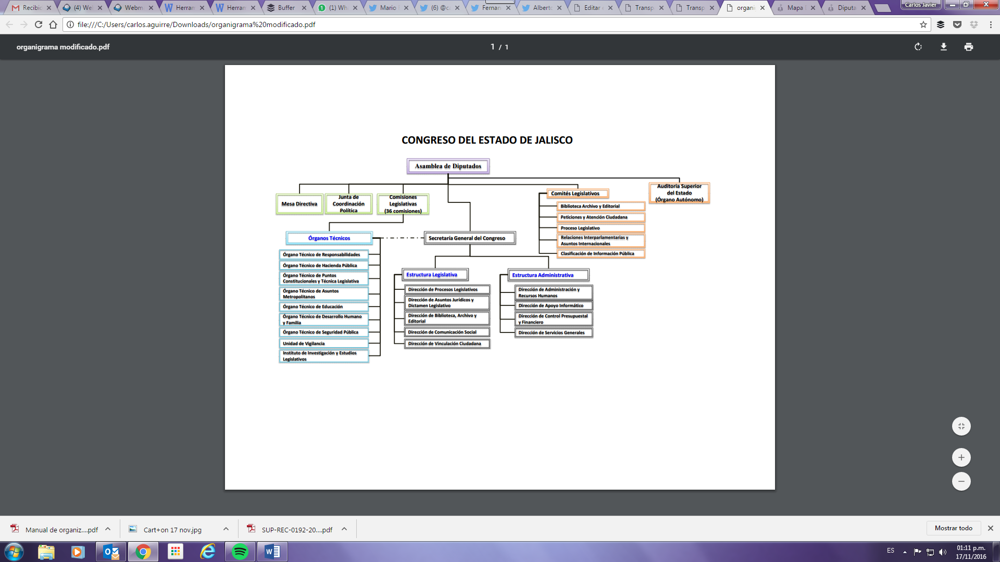 Recibid
(4) Wel
Webma
Herram
Herram
Buffer
(1) Wh
Mario
(6) @c
Fernan
Albert
Editar
Transp
Transp
organi
Mapa
Diputa
Carlos Javier
file:///C:/Users/carlos.aguirre/Downloads/organigrama%20modificado.pdf
organigrama modificado.pdf
1 / 1
CONGRESO DEL ESTADO DE JALISCO
Asamblea de Diputados
Mesa Directiva
Junta de
Coordinación
Política
Comisiones
Legislativas
(36 comisiones)
Comités Legislativos
Biblioteca Archivo y Editorial
Peticiones y Atención Ciudadana
Proceso Legislativo
Relaciones Interparlamentarias y
Asuntos Internacionales
Clasificación de Información Pública
Auditoria Superior
del Estado
(Órgano Autónomo)
Órganos Técnicos
Órgano Técnico de Responsabilidades
Órgano Técnico de Hacienda Pública
Órgano Técnico de Puntos
Constitucionales y Técnica Legislativa
Órgano Técnico de Asuntos
Metropolitanos
Órgano Técnico de Educación
Órgano Técnico de Desarrollo Humano
y Familia
Órgano Técnico de Seguridad Pública
Unidad de Vigilancia
Instituto de Investigación y Estudios
Legislativos
Secretaría General del Congreso
Estructura Legislativa
Dirección de Procesos Legislativos
Dirección de Asuntos Jurídicos y
Dictamen Legislativo
Dirección de Biblioteca, Archivo y
Editorial
Dirección de Comunicación Social
Dirección de Vinculación Ciudadana
Estructura Administrativa
Dirección de Administración y
Recursos Humanos
Dirección de Apoyo Informático
Dirección de Control Presupuestal
y Financiero
Dirección de Servicios Generales
Manual de organiz....pdf
Cart+on 17 nov.jpg
SUP-REC-0192-20....pdf
Mostrar todo
ES
01:11 p.m.
17/11/2016